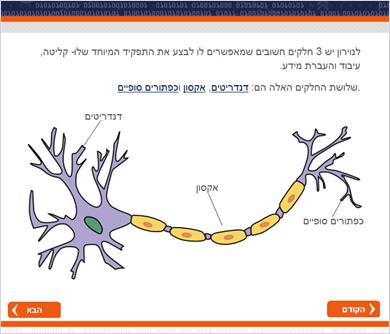 לנוירון יש 3 חלקים חשובים שמאפשרים לו לבצע את התפקיד המיוחד שלו- קליטה,
עיבוד והעברת מידע.
שלושת החלקים האלה הם: דנדריטים, אקסון וכפתורים סופיים.
דנדריטים
אקסון
כפתורים סופיים
הקודם
הבא